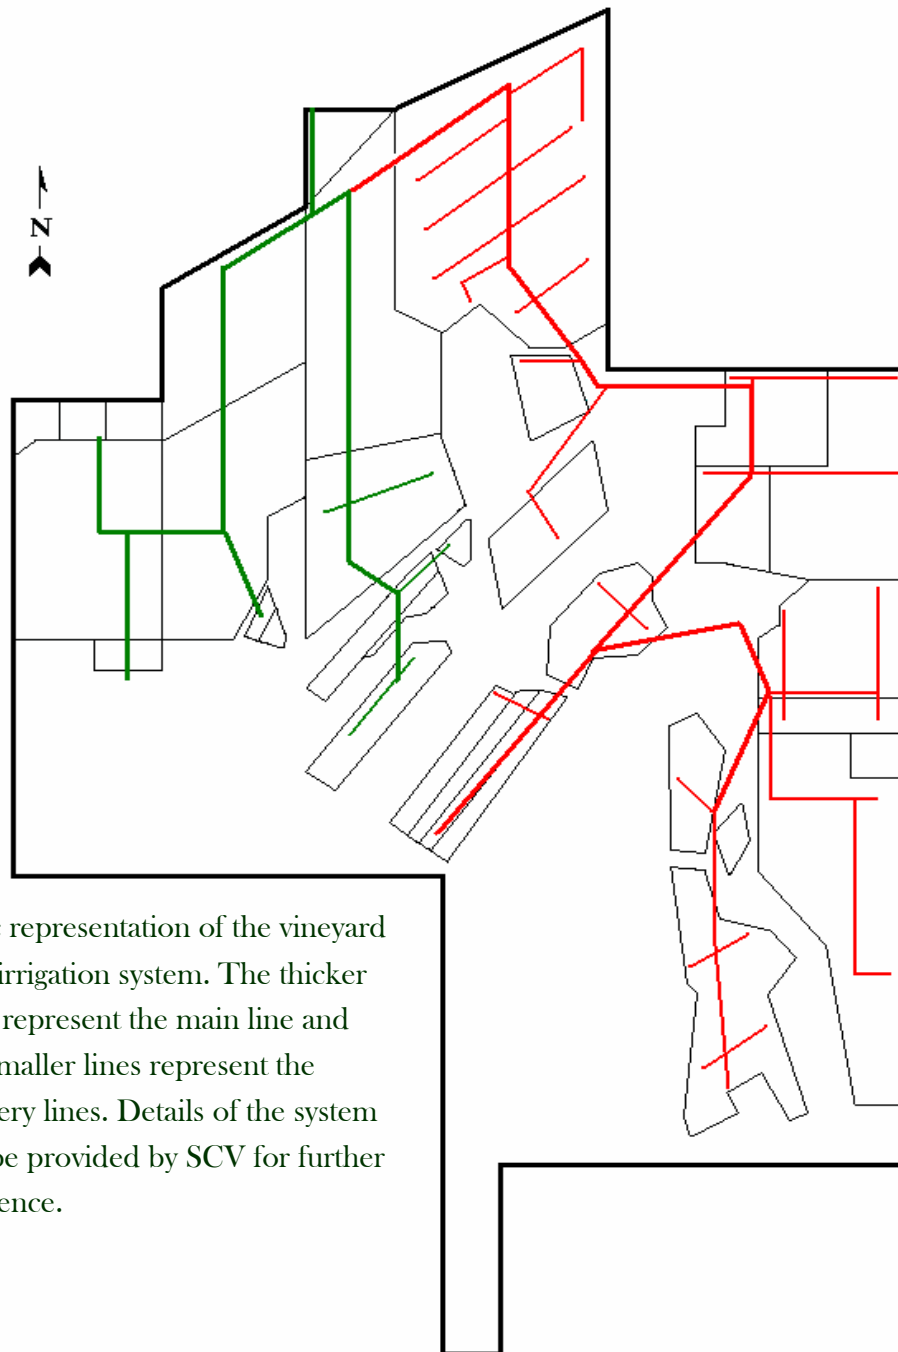 N
representation of the vineyard
irrigation system. The thicker
represent the main line and
maller lines represent the
ery lines. Details of the system
be provided by SCV for further
ence.